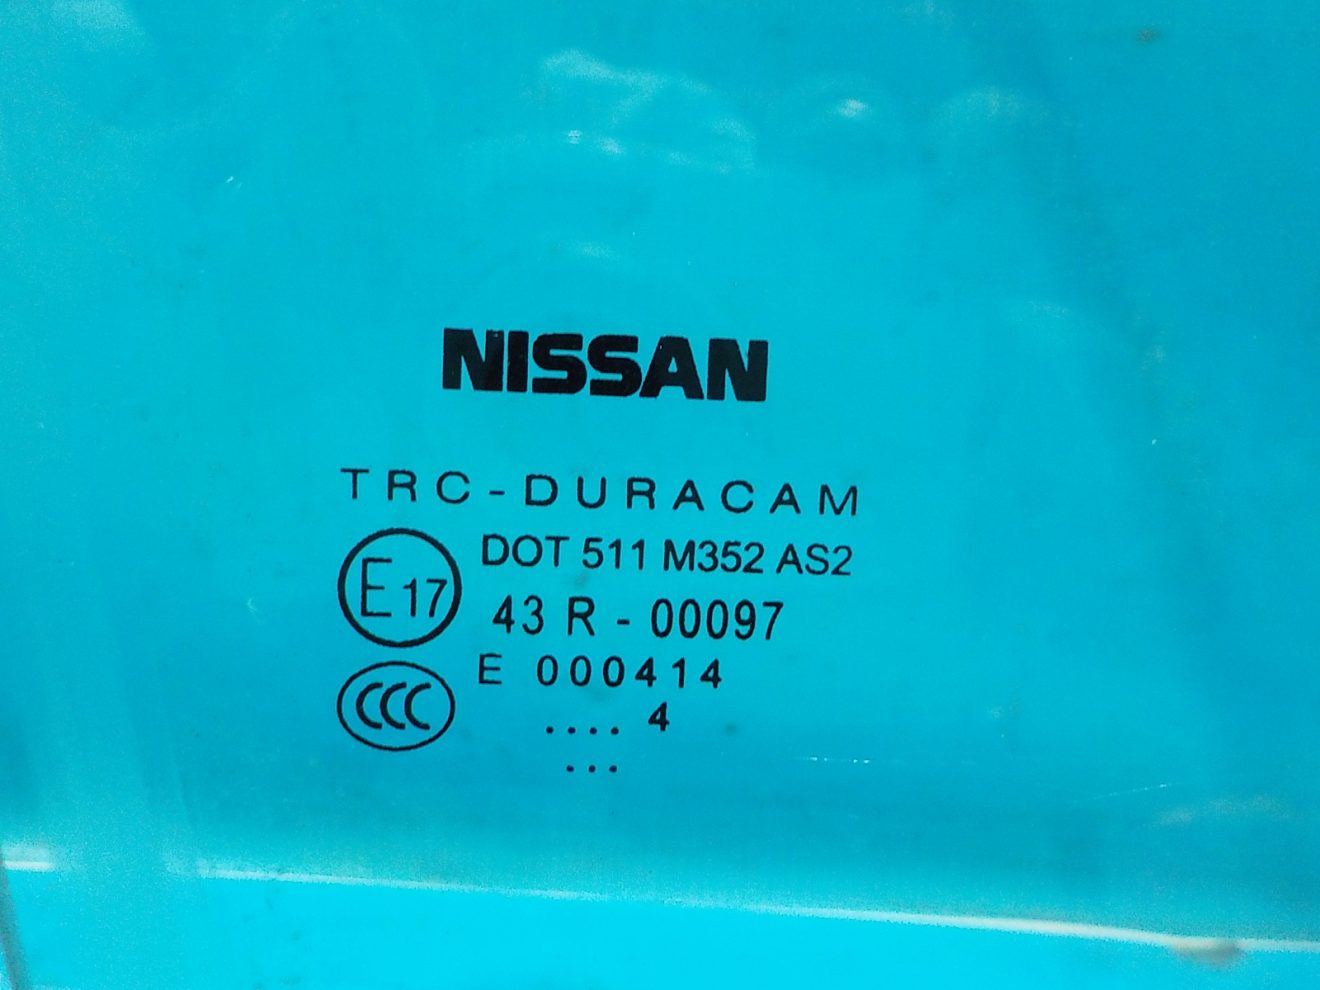 NISSAN
TRC-DURACAM
E17
DOT 511 M352 AS2
43 R - 00097
CCC
E 000414
.... 4
...